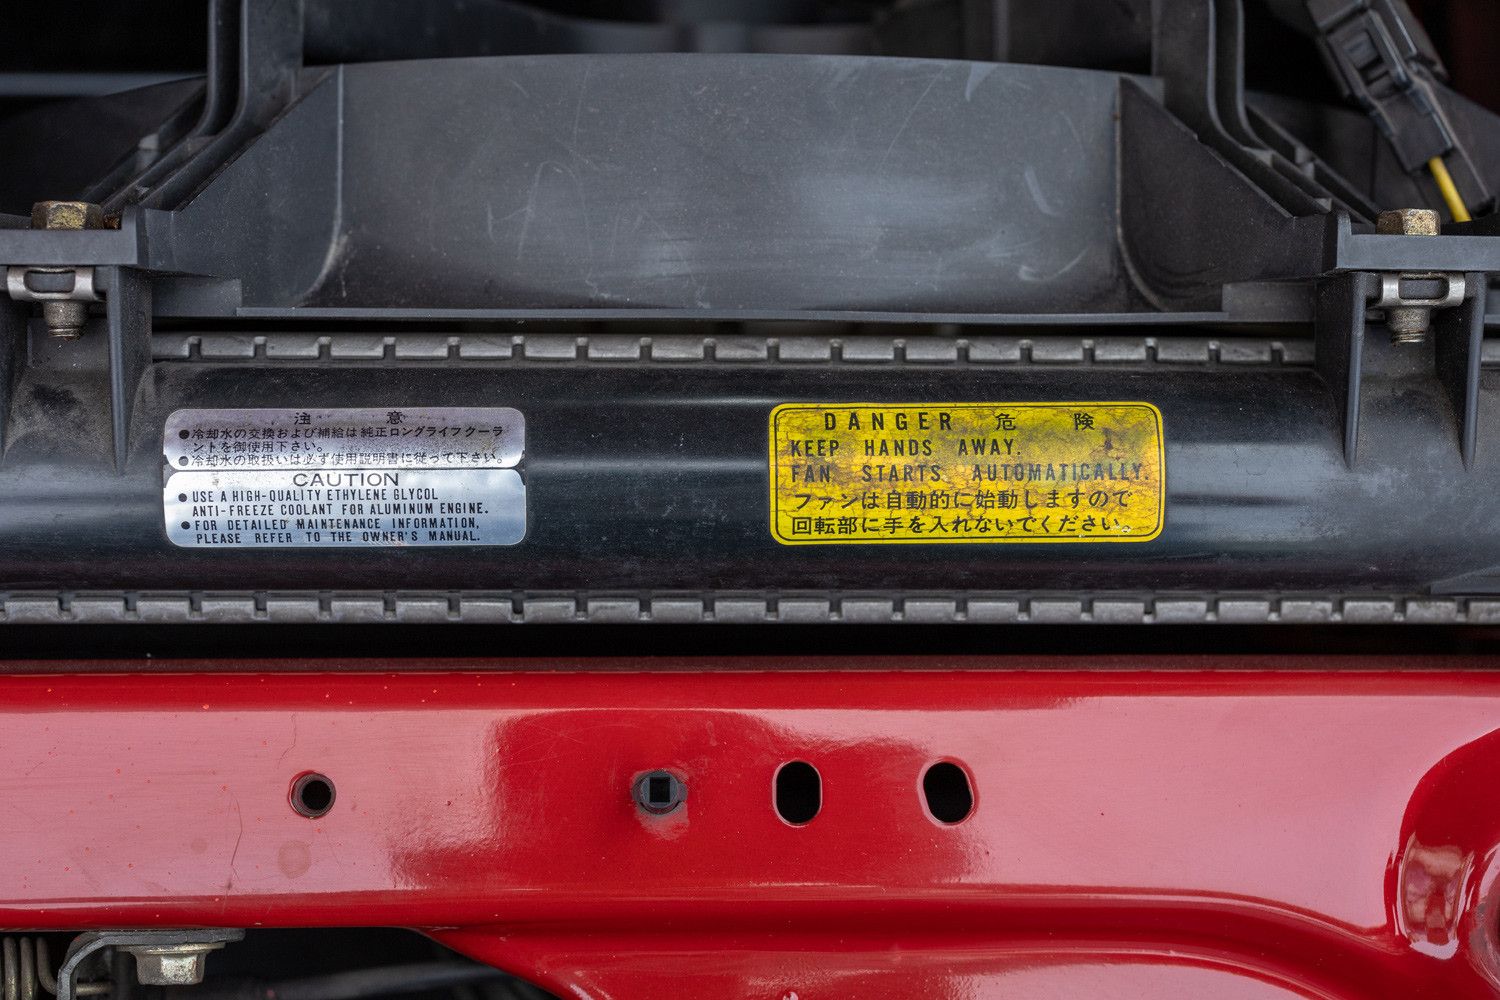 注 意
●冷却水の交換および補給は純正ロングライフクーラ
ントを御使用下さい。
●冷却水の取扱いは必ず使用説明書に従って下さい。
CAUTION
●USE A HIGH-QUALITY ETHYLENE GLYCOL
ANTI-FREEZE COOLANT FOR ALUMINUM ENGINE.
●FOR DETAILED MAINTENANCE INFORMATION,
PLEASE REFER TO THE OWNER'S MANUAL.
DANGER 危 険
KEEP HANDS AWAY.
FAN STARTS AUTOMATICALLY.
ファンは自動的に始動しますので
回転部に手を入れないでください。